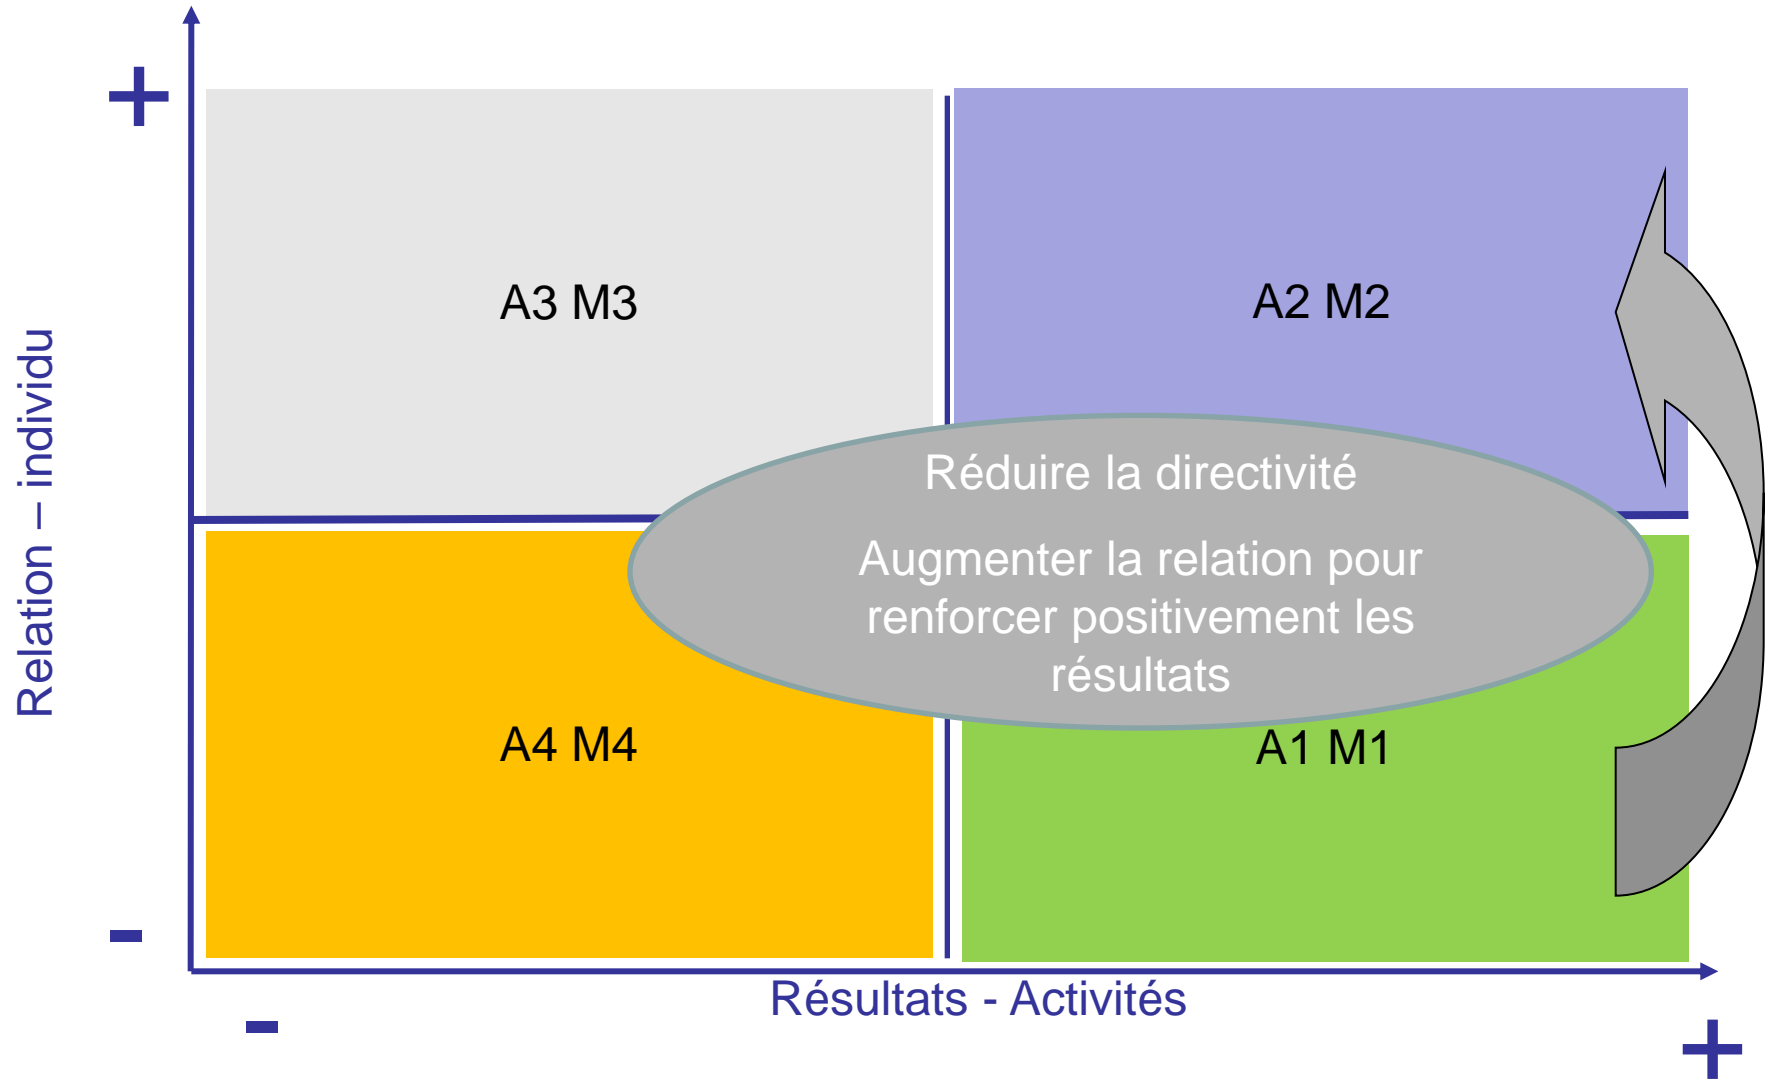 +
A3 M3
A2 M2
Relation – individu
Réduire la directivité
Augmenter la relation pour
renforcer positivement les
résultats
A4 M4
A1 M1
-
Résultats - Activités
-
+